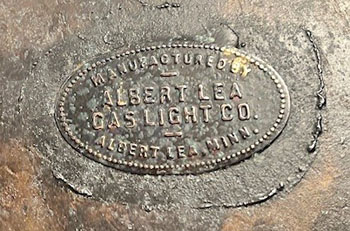 MANUFACTURED BY
ALBERT LEA
GAS LIGHT CO.
ALBERT LEA, MINN.